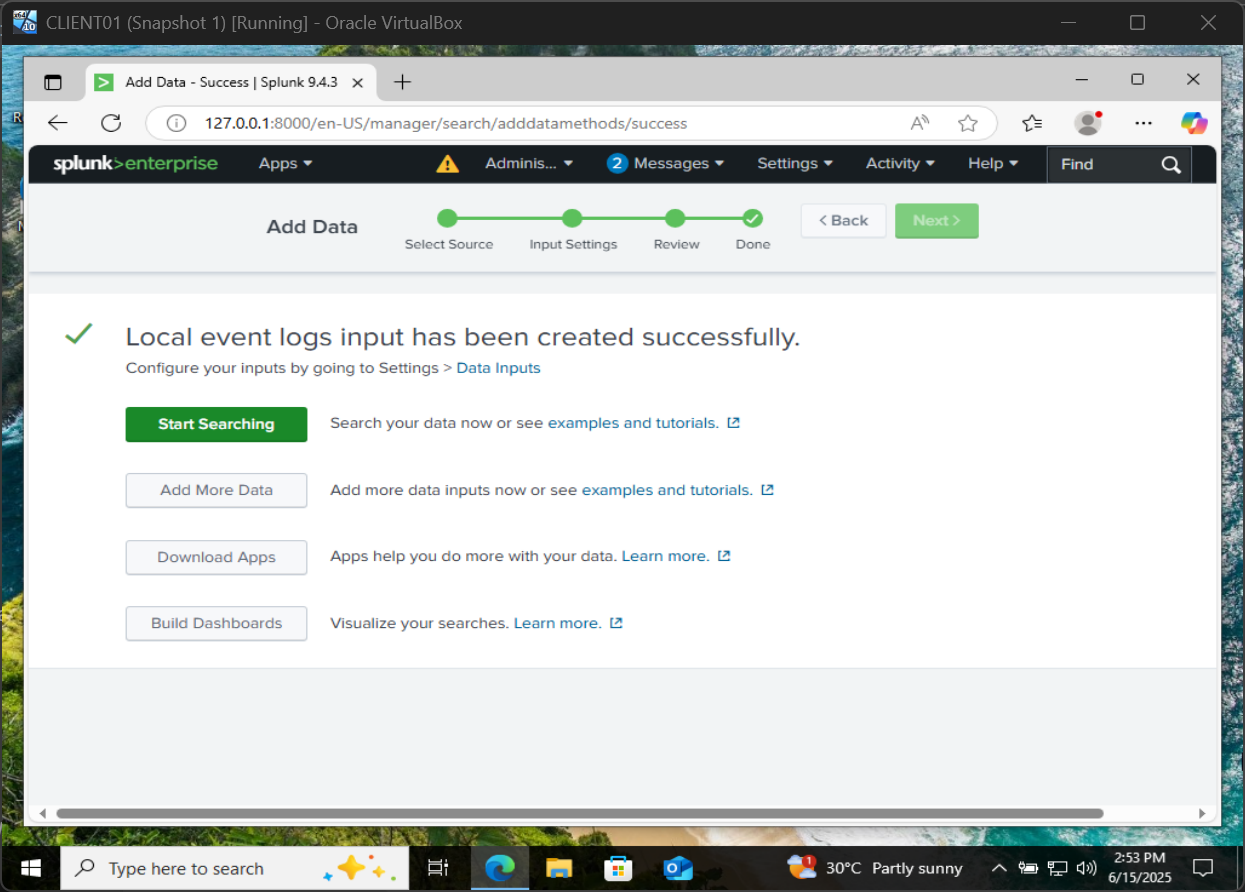 CLIENT01 (Snapshot 1) [Running] - Oracle VirtualBox
Add Data - Success | Splunk 9.4.3
127.0.0.1:8000/en-US/manager/search/adddatamethods/success
splunk>enterprise Apps Adminis... 2 Messages Settings Activity Help Find
Add Data
Select Source Input Settings Review Done
< Back Next >
Local event logs input has been created successfully.
Configure your inputs by going to Settings > Data Inputs
Start Searching Search your data now or see examples and tutorials.
Add More Data Add more data inputs now or see examples and tutorials.
Download Apps Apps help you do more with your data. Learn more.
Build Dashboards Visualize your searches. Learn more.
Type here to search 1 30°C Partly sunny 2:53 PM
6/15/2025